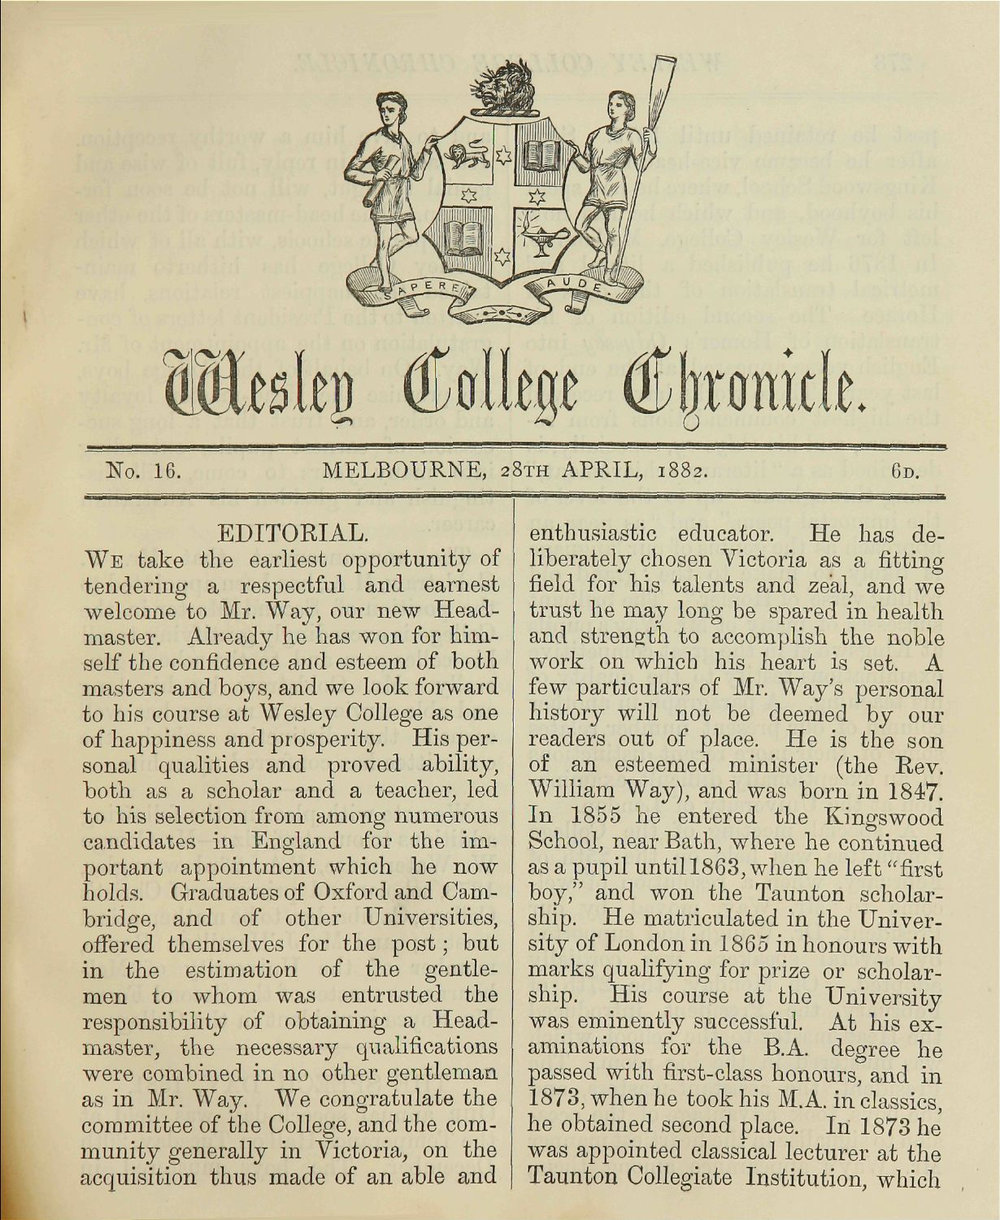 SAPERE AUDE.
Wesley College Chronicle.
No. 16. MELBOURNE, 28TH APRIL, 1882. 6D.
EDITORIAL.
WE take the earliest opportunity of
tendering a respectful and earnest
welcome to Mr. Way, our new Head-
master. Already he has won for him-
self the confidence and esteem of both
masters and boys, and we look forward
to his course at Wesley College as one
of happiness and prosperity. His per-
sonal qualities and proved ability,
both as a scholar and a teacher, led
to his selection from among numerous
candidates in England for the im-
portant appointment which he now
holds. Graduates of Oxford and Cam-
bridge, and of other Universities,
offered themselves for the post; but
in the estimation of the gentle-
men to whom was entrusted the
responsibility of obtaining a Head-
master, the necessary qualifications
were combined in no other gentleman
as in Mr. Way. We congratulate the
committee of the College, and the com-
munity generally in Victoria, on the
acquisition thus made of an able and
enthusiastic educator. He has de-
liberately chosen Victoria as a fitting
field for his talents and zeal, and we
trust he may long be spared in health
and strength to accomplish the noble
work on which his heart is set. A
few particulars of Mr. Way's personal
history will not be deemed by our
readers out of place. He is the son
of an esteemed minister (the Rev.
William Way), and was born in 1847.
In 1855 he entered the Kingswood
School, near Bath, where he continued
as a pupil until 1863, when he left "first
boy," and won the Taunton scholar-
ship. He matriculated in the Univer-
sity of London in 1865 in honours with
marks qualifying for prize or scholar-
ship. His course at the University
was eminently successful. At his ex-
aminations for the B.A. degree he
passed with first-class honours, and in
1873, when he took his M.A. in classics,
he obtained second place. In 1873 he
was appointed classical lecturer at the
Taunton Collegiate Institution, which